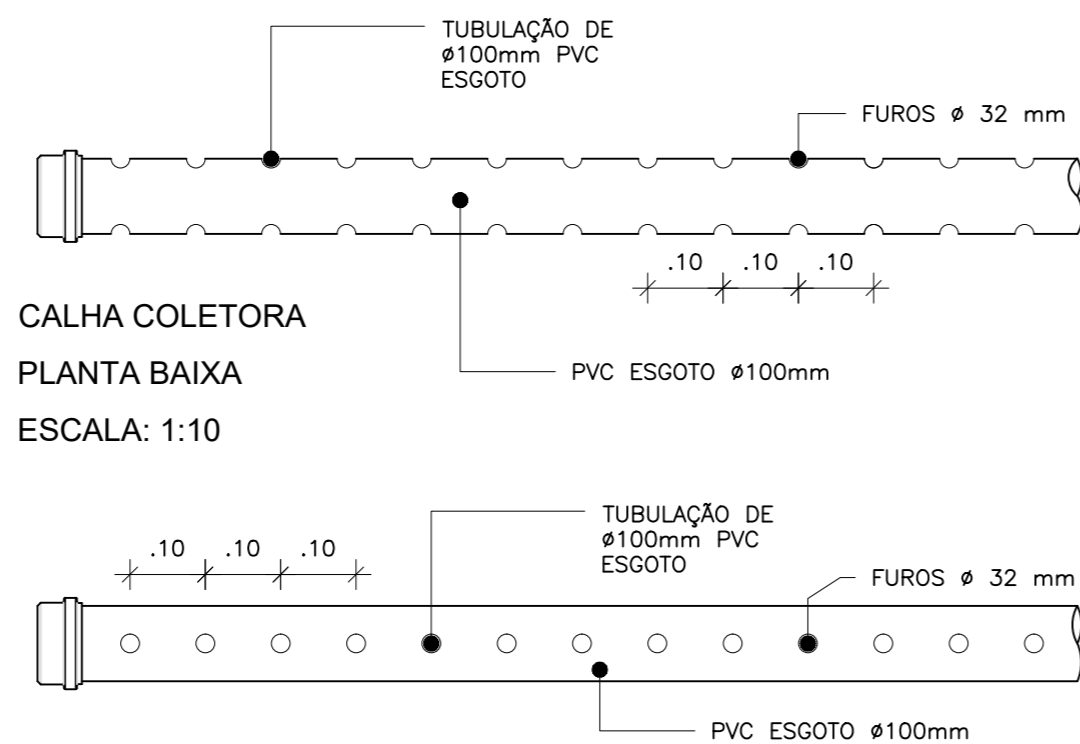 TUBULAÇÃO DE
ø100mm PVC
ESGOTO
FUROS ø 32 mm
.10 .10 .10
CALHA COLETORA
PLANTA BAIXA
ESCALA: 1:10
PVC ESGOTO ø100mm
TUBULAÇÃO DE
ø100mm PVC
ESGOTO
.10 .10 .10
FUROS ø 32 mm
PVC ESGOTO ø100mm